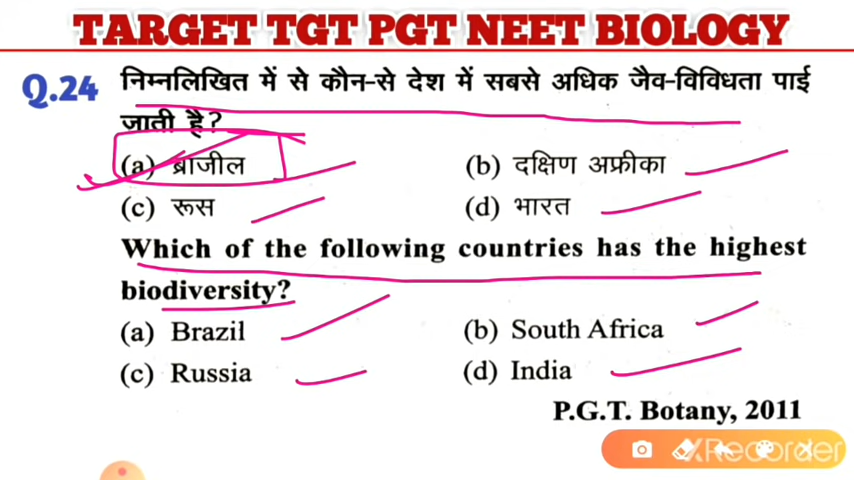 TARGET TGT PGT NEET BIOLOGY
Q.24 निम्नलिखित में से कौन-से देश में सबसे अधिक जैव-विविधता पाई
जाती है?
(a) ब्राजील (b) दक्षिण अफ्रीका
(c) रूस (d) भारत
Which of the following countries has the highest
biodiversity?
(a) Brazil (b) South Africa
(c) Russia (d) India
P.G.T. Botany, 2011
XRecorder